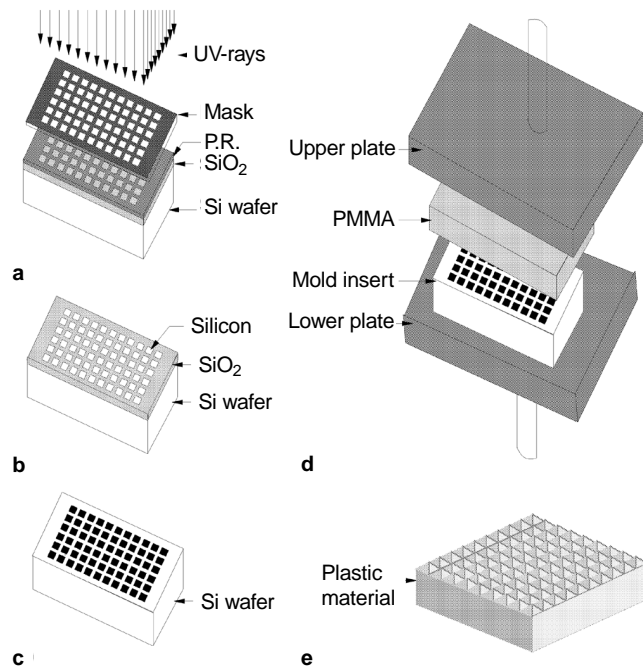 UV-rays
Mask
P.R.
SiO₂
Si wafer
a
Silicon
SiO₂
Si wafer
b
Si wafer
c
Upper plate
PMMA
Mold insert
Lower plate
d
Plastic
material
e